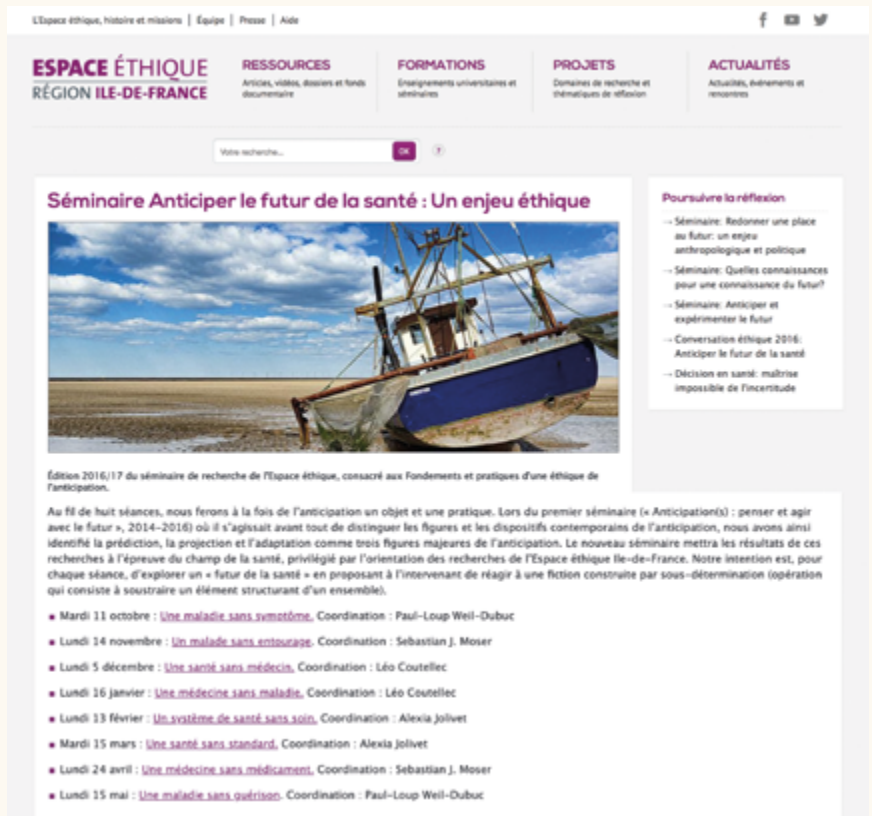 L'Espace éthique, histoire et missions | Équipe | Presse | Aide
ESPACE ÉTHIQUE
RÉGION ILE-DE-FRANCE
RESSOURCES
Articles, vidéos, dossiers et fonds
documentaire
FORMATIONS
Enseignements universitaires et
séminaires
PROJETS
Domaines de recherche et
thématiques de réflexion
ACTUALITÉS
Actualités, événements et
rencontres
Votre recherche...
OK
?
Séminaire Anticiper le futur de la santé : Un enjeu éthique
Édition 2016/17 du séminaire de recherche de l'Espace éthique, consacré aux Fondements et pratiques d'une éthique de
l'anticipation.
Au fil de huit séances, nous ferons à la fois de l'anticipation un objet et une pratique. Lors du premier séminaire (« Anticipation(s) : penser et agir
avec le futur », 2014-2016) où il s'agissait avant tout de distinguer les figures et les dispositifs contemporains de l'anticipation, nous avons ainsi
identifié la prédiction, la projection et l'adaptation comme trois figures majeures de l'anticipation. Le nouveau séminaire mettra les résultats de ces
recherches à l'épreuve du champ de la santé, privilégié par l'orientation des recherches de l'Espace éthique Ile-de-France. Notre intention est, pour
chaque séance, d'explorer un « futur de la santé » en proposant à l'intervenant de réagir à une fiction construite par sous-détermination (opération
qui consiste à soustraire un élément structurant d'un ensemble).
Mardi 11 octobre : Une maladie sans symptôme. Coordination : Paul-Loup Weil-Dubuc
Lundi 14 novembre : Un malade sans entourage. Coordination : Sebastian J. Moser
Lundi 5 décembre : Une santé sans médecin. Coordination : Léo Coutellec
Lundi 16 janvier : Une médecine sans maladie. Coordination : Léo Coutellec
Lundi 13 février : Un système de santé sans soin. Coordination : Alexia Jolivet
Mardi 15 mars : Une santé sans standard. Coordination : Alexia Jolivet
Lundi 24 avril : Une médecine sans médicament. Coordination : Sebastian J. Moser
Lundi 15 mai : Une maladie sans guérison. Coordination : Paul-Loup Weil-Dubuc
Poursuivre la réflexion
→ Séminaire: Redonner une place
au futur: un enjeu
anthropologique et politique
→ Séminaire: Quelles connaissances
pour une connaissance du futur?
→ Séminaire: Anticiper et
expérimenter le futur
→ Conversation éthique 2016:
Anticiper le futur de la santé
→ Décision en santé: maîtrise
impossible de l'incertitude